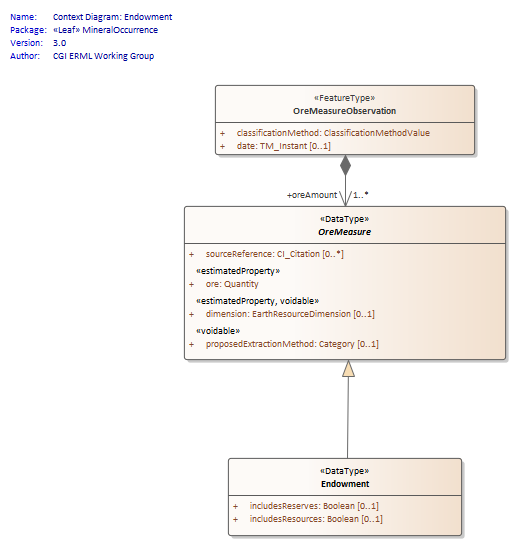 Name: Context Diagram: Endowment
Package: «Leaf» MineralOccurrence
Version: 3.0
Author: CGI ERML Working Group
«FeatureType»
OreMeasureObservation
+ classificationMethod: ClassificationMethodValue
+ date: TM_Instant [0..1]
+oreAmount 1..*
«DataType»
OreMeasure
+ sourceReference: CI_Citation [0..*]
«estimatedProperty»
+ ore: Quantity
«estimatedProperty, voidable»
+ dimension: EarthResourceDimension [0..1]
«voidable»
+ proposedExtractionMethod: Category [0..1]
«DataType»
Endowment
+ includesReserves: Boolean [0..1]
+ includesResources: Boolean [0..1]